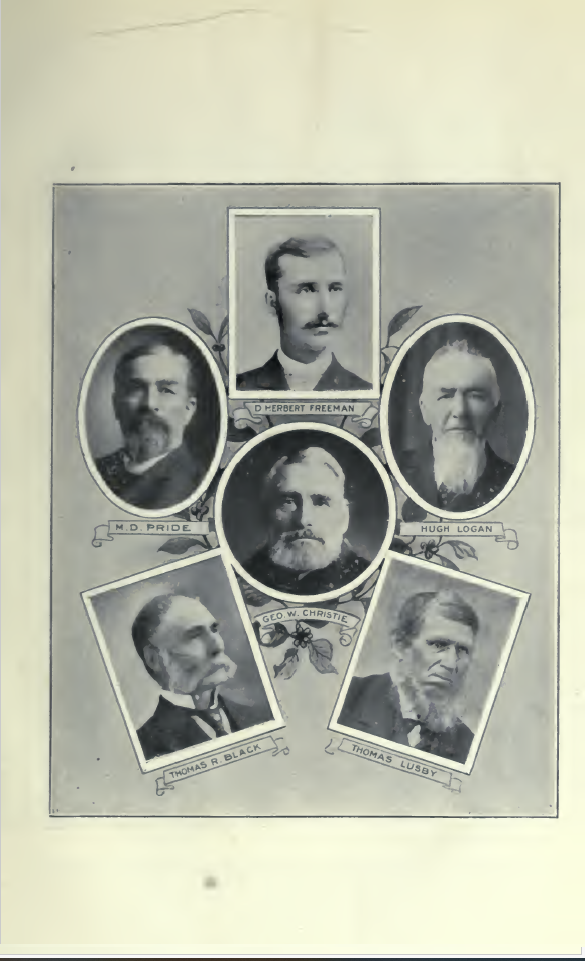 D HERBERT FREEMAN
M.D. PRIDE
HUGH LOGAN
GEO. W. CHRISTIE
THOMAS R. BLACK
THOMAS LUSBY